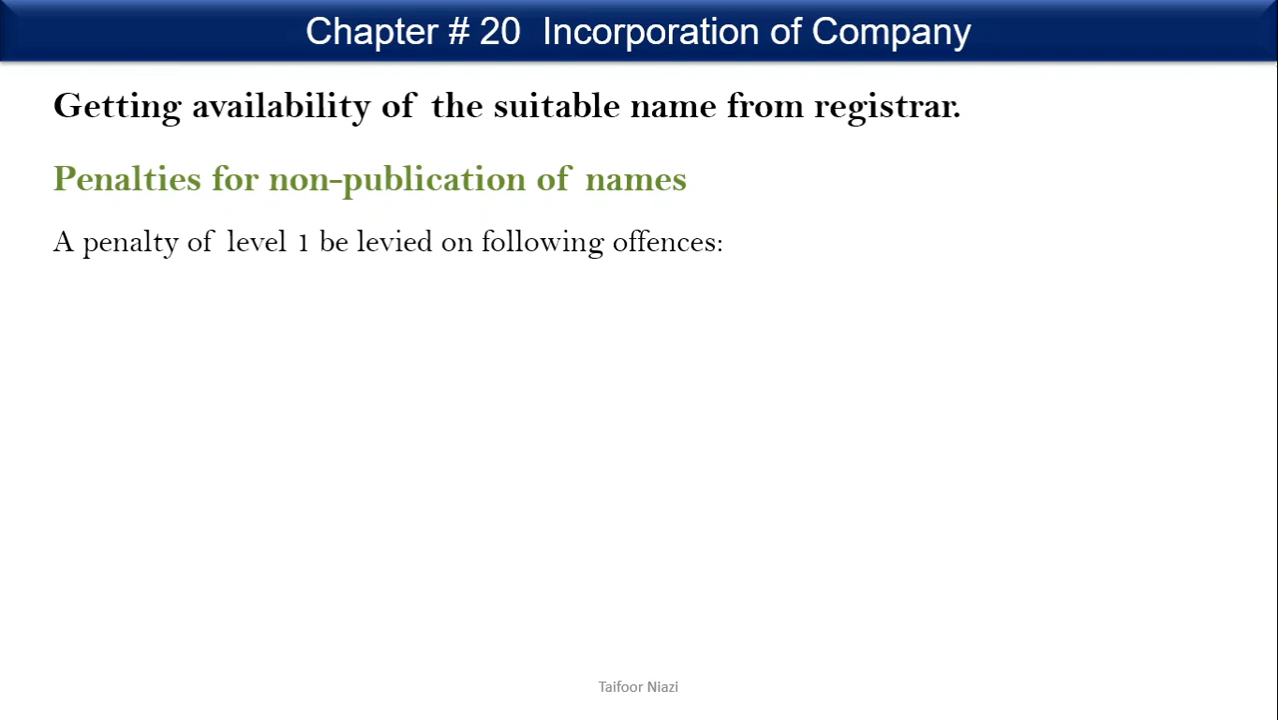 Chapter # 20 Incorporation of Company
Getting availability of the suitable name from registrar.
Penalties for non-publication of names
A penalty of level 1 be levied on following offences:
Taifoor Niazi